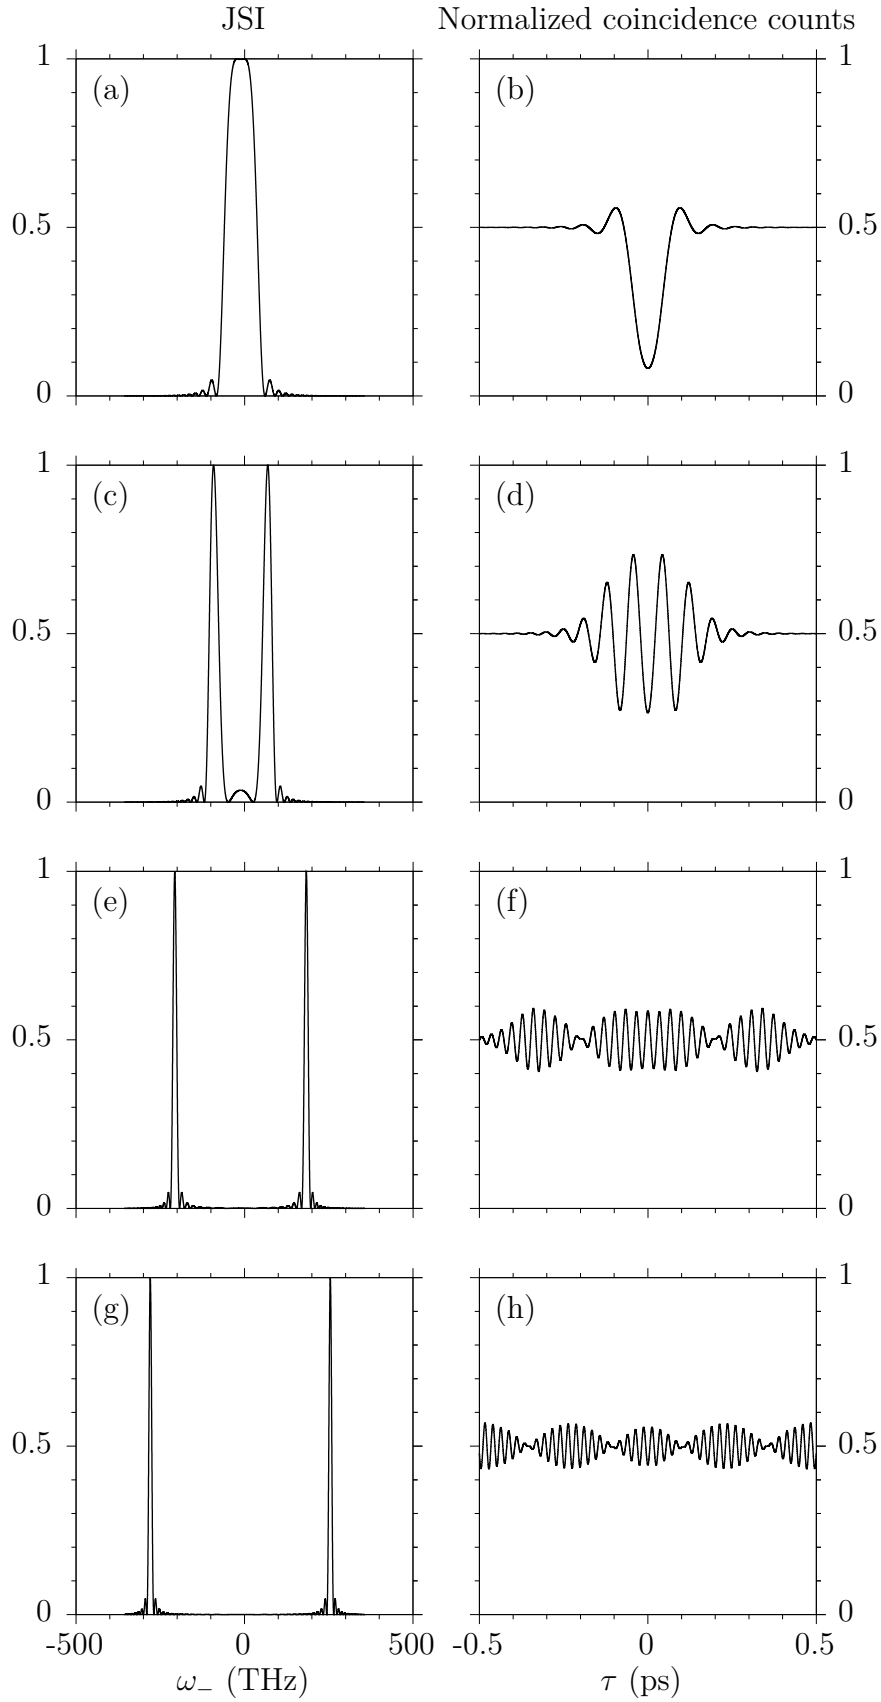 JSI Normalized coincidence counts
1 (a) (b) 1
0.5 0.5
0 0
1 (c) (d) 1
0.5 0.5
0 0
1 (e) (f) 1
0.5 0.5
0 0
1 (g) (h) 1
0.5 0.5
0 0
-500 0 500 -0.5 0 0.5
ω₋ (THz) τ (ps)